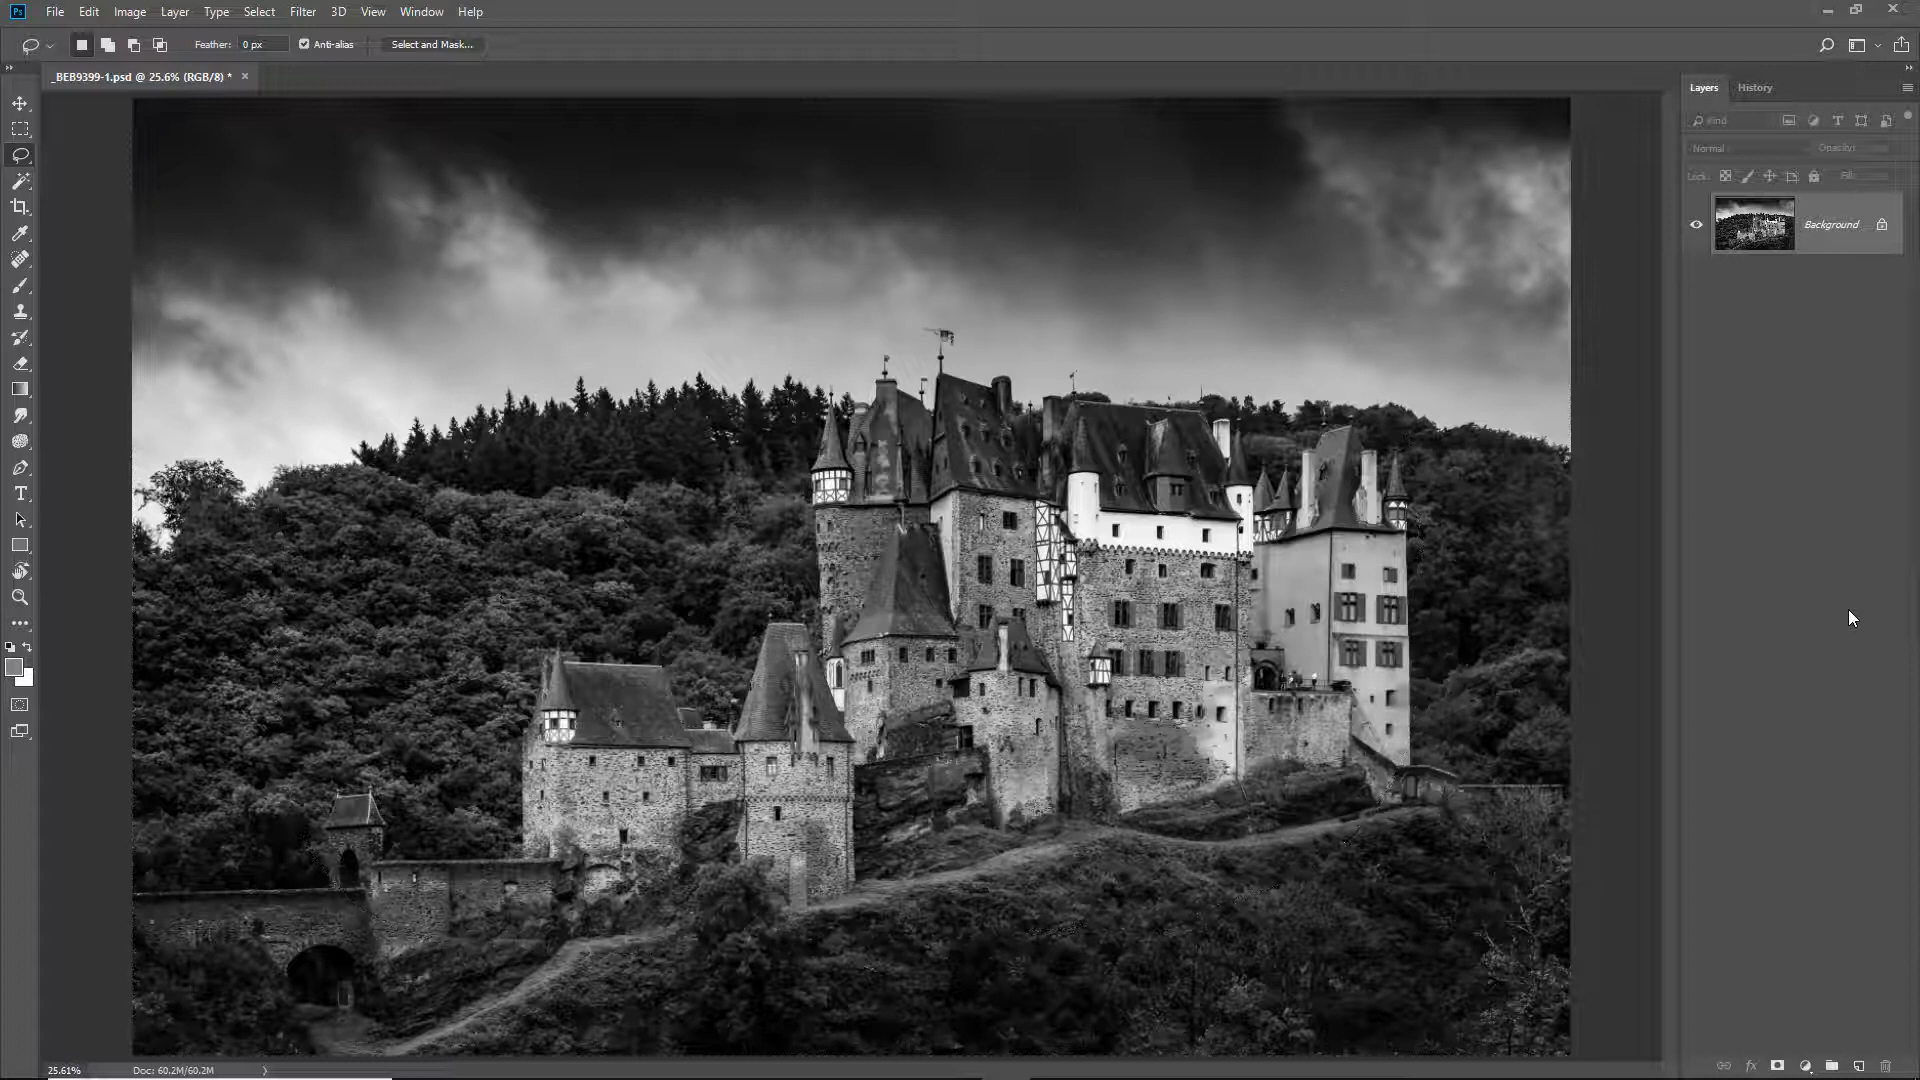 Ps File Edit Image Layer Type Select Filter 3D View Window Help
Feather: 0 px Anti-alias Select and Mask...
_BEB9399-1.psd @ 25.6% (RGB/8) * ×
Layers History
Kind
Normal Opacity:
Lock: Fill:
Background
25.61% Doc: 60.2M/60.2M